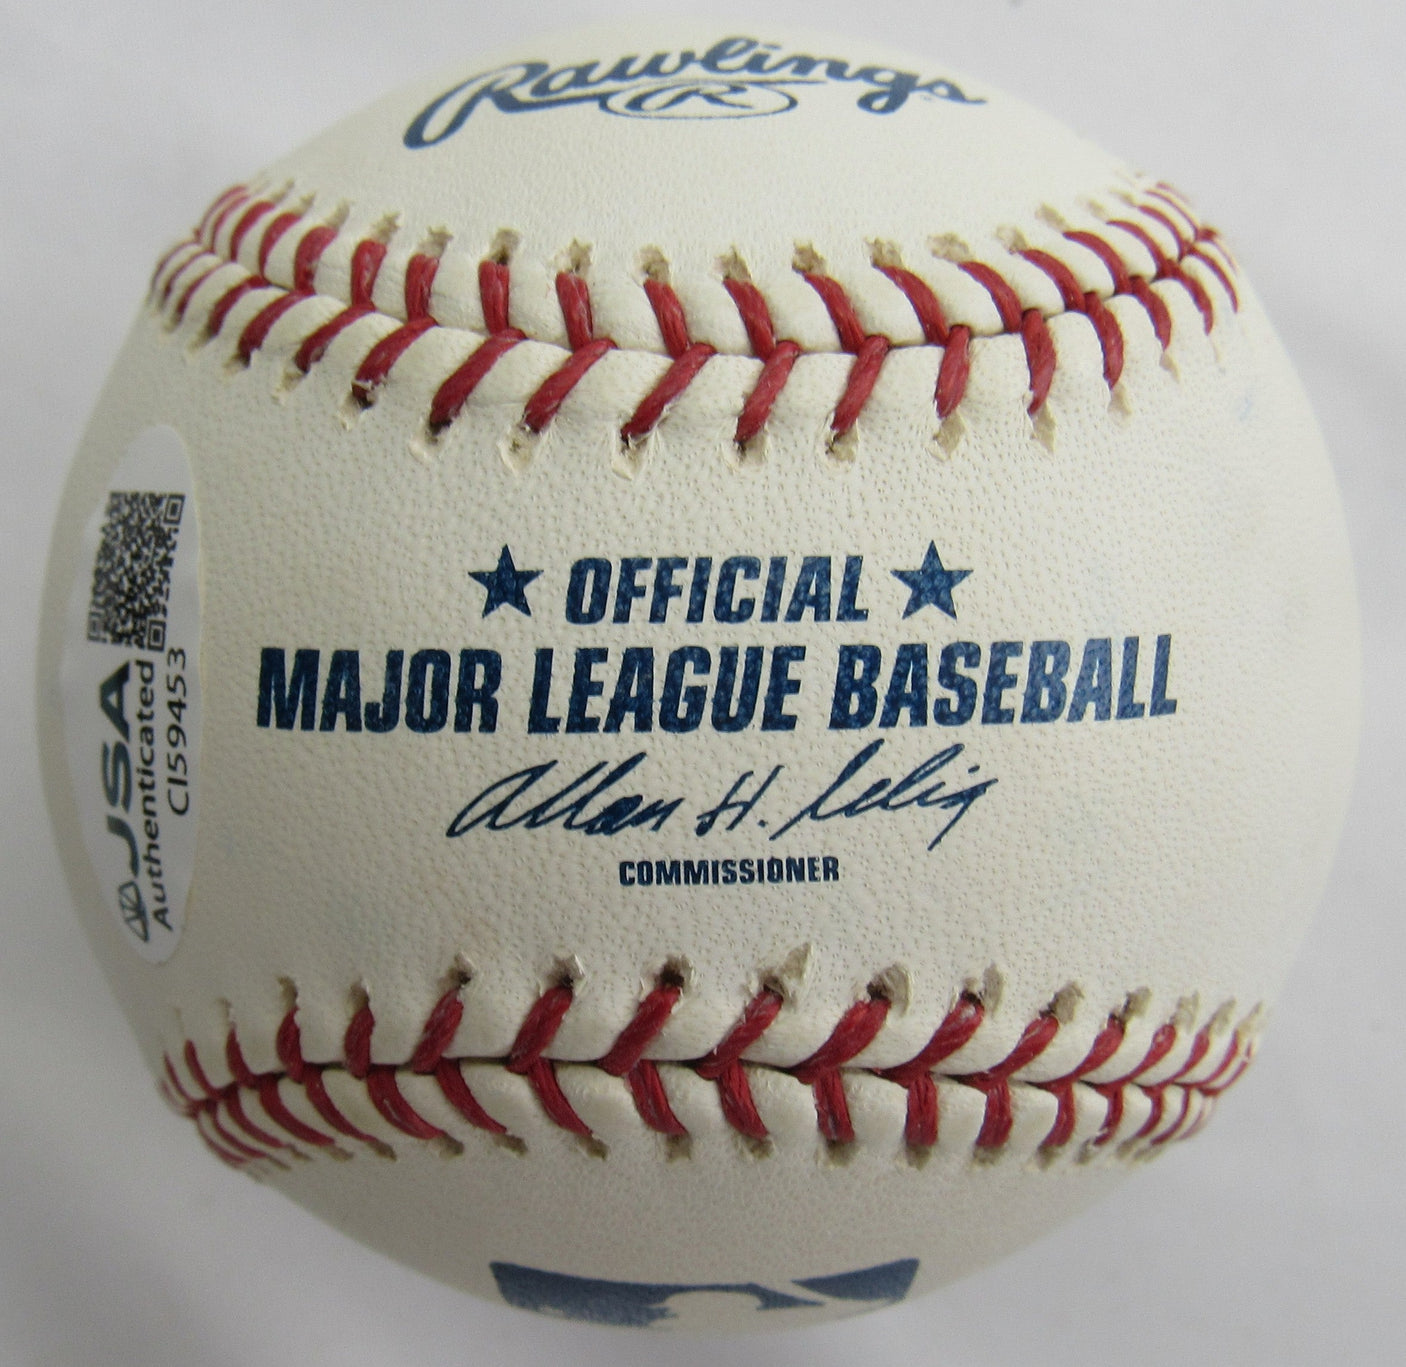 Rawlings
R
★ OFFICIAL ★
MAJOR LEAGUE BASEBALL
Allan H. Selig
COMMISSIONER
JSA
Authenticated
CI59453